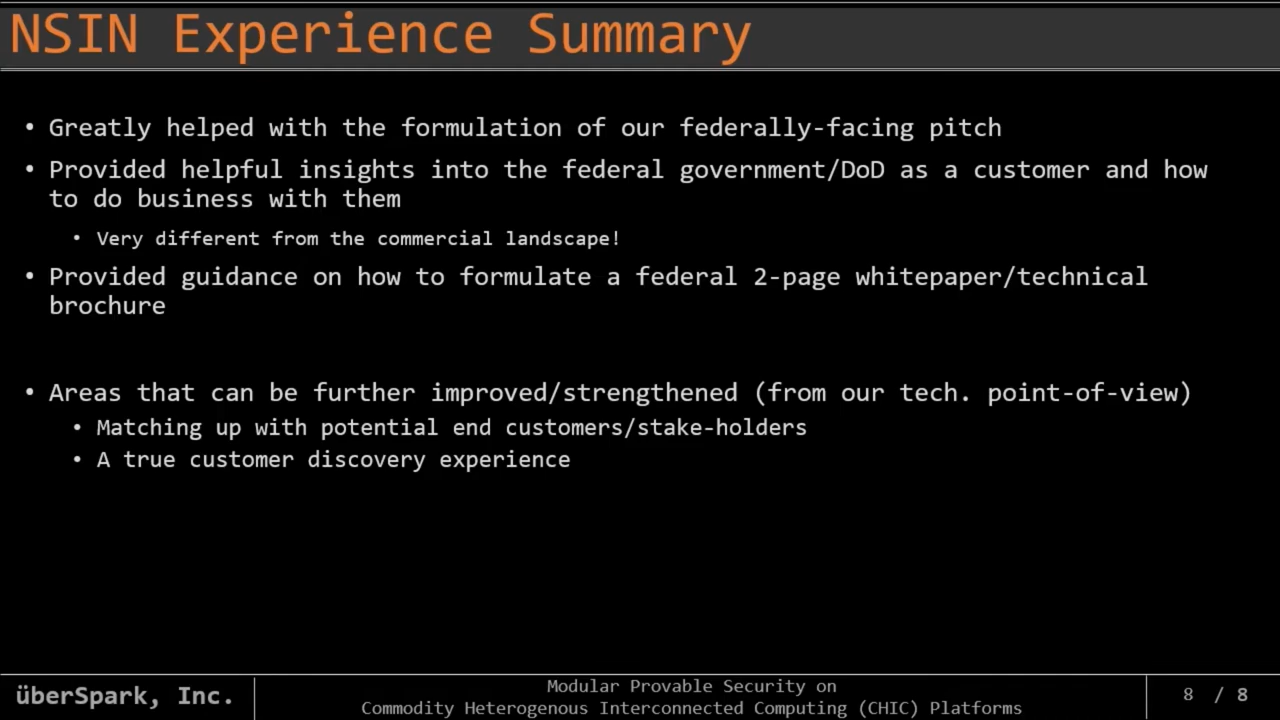 NSIN Experience Summary
• Greatly helped with the formulation of our federally-facing pitch
• Provided helpful insights into the federal government/DoD as a customer and how
to do business with them
• Very different from the commercial landscape!
• Provided guidance on how to formulate a federal 2-page whitepaper/technical
brochure
• Areas that can be further improved/strengthened (from our tech. point-of-view)
• Matching up with potential end customers/stake-holders
• A true customer discovery experience
überSpark, Inc.
Modular Provable Security on
Commodity Heterogenous Interconnected Computing (CHIC) Platforms
8 / 8